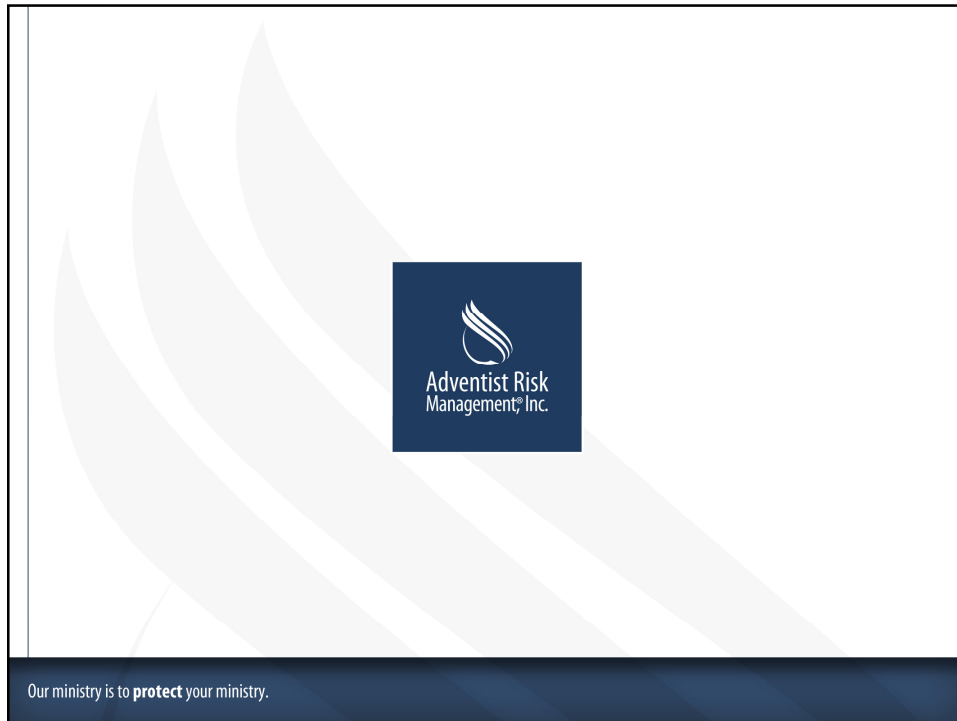 Adventist Risk
Management,® Inc.
Our ministry is to protect your ministry.